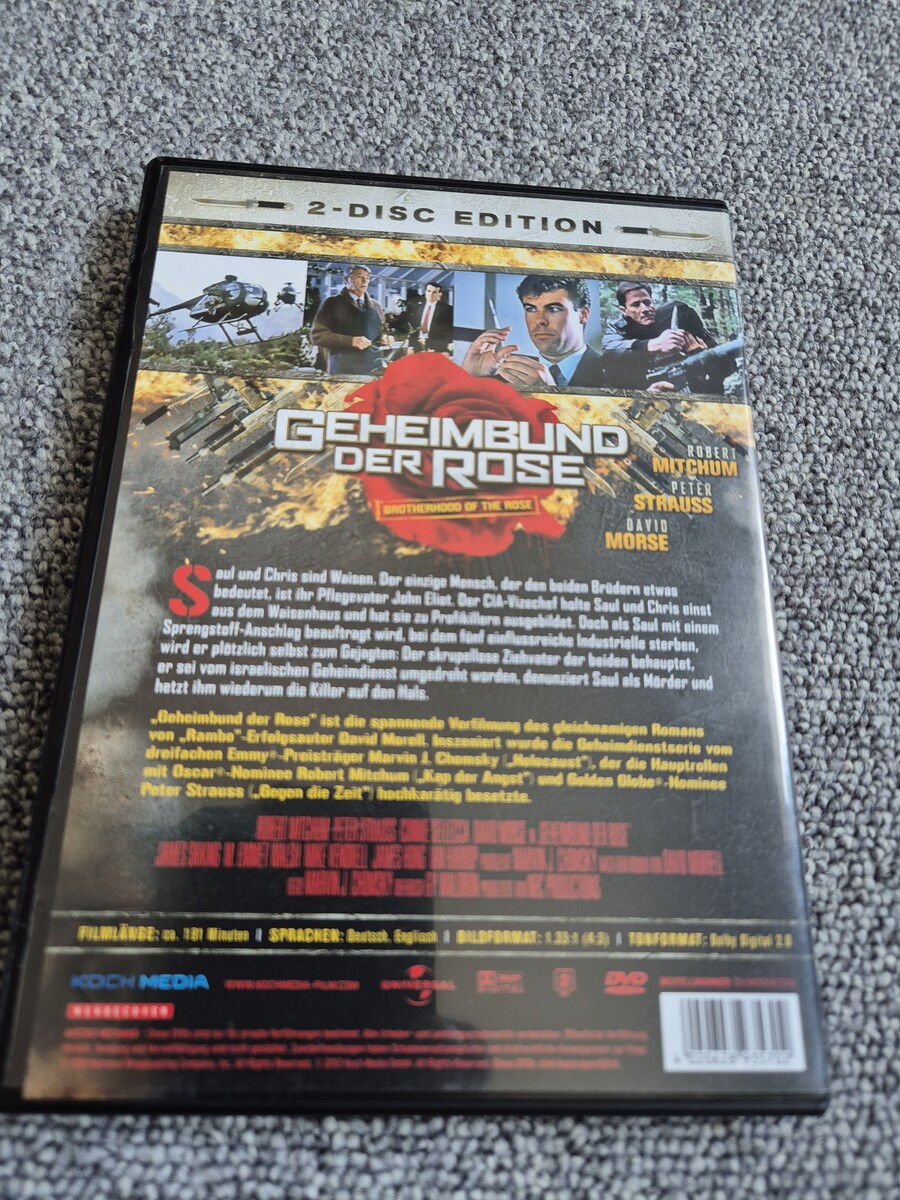 2-DISC EDITION
GEHEIMBUND
DER ROSE
BROTHERHOOD OF THE ROSE
ROBERT
MITCHUM
PETER
STRAUSS
DAVID
MORSE
Saul und Chris sind Waisen. Der einzige Mensch, der den beiden Brüdern etwas
bedeutet, ist ihr Pflegevater John Eliot. Der CIA-Vizechef holte Saul und Chris einst
aus dem Waisenhaus und hat sie zu Profikillern ausgebildet. Doch als Saul mit einem
Sprengstoff-Anschlag beauftragt wird, bei dem fünf einflussreiche Industrielle sterben,
wird er plötzlich selbst zum Gejagten: Der skrupellose Ziehvater der beiden behauptet,
er sei vom israelischen Geheimdienst umgedreht worden, denunziert Saul als Mörder und
hetzt ihm wiederum die Killer auf den Hals.
„Geheimbund der Rose" ist die spannende Verfilmung des gleichnamigen Romans
von „Rambo"-Erfolgsautor David Morell. Inszeniert wurde die Geheimdienstserie vom
dreifachen Emmy®-Preisträger Marvin J. Chomsky („Holocaust"), der die Hauptrollen
mit Oscar®-Nominee Robert Mitchum („Kap der Angst") und Golden Globe®-Nominee
Peter Strauss („Gegen die Zeit") hochkarätig besetzte.
FILMLÄNGE: ca. 181 Minuten | SPRACHEN: Deutsch, Englisch | BILDFORMAT: 1.33:1 (4:3) | TONFORMAT: Dolby Digital 2.0
KOCH MEDIA WWW.KOCHMEDIA-FILM.COM UNIVERSAL DVD
WENDECOVER